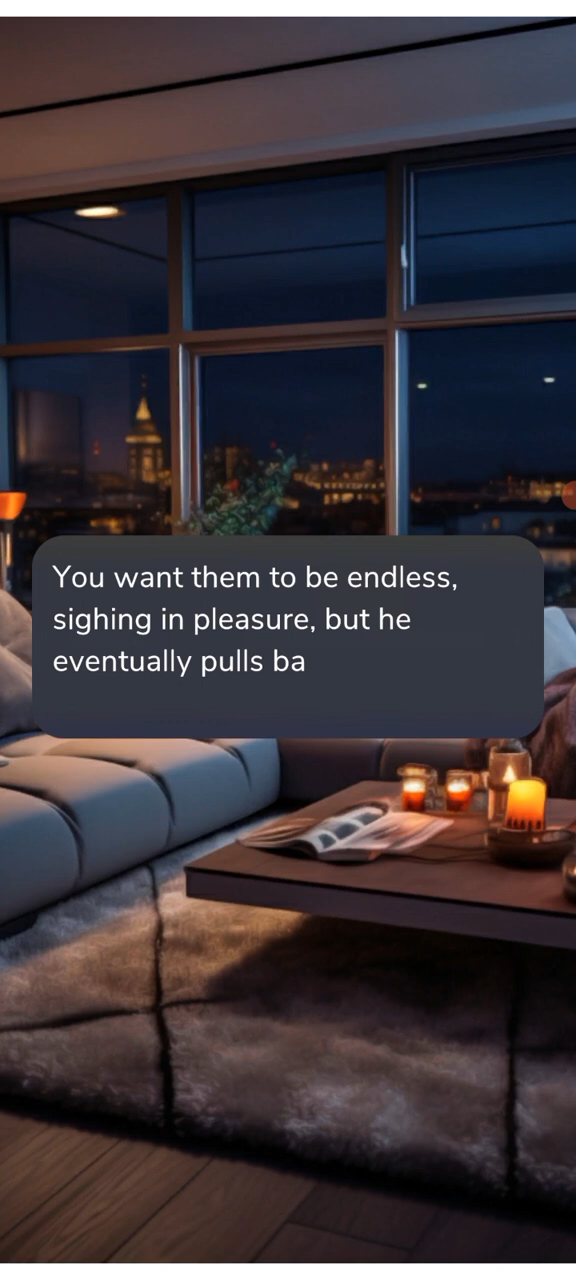 You want them to be endless,
sighing in pleasure, but he
eventually pulls ba